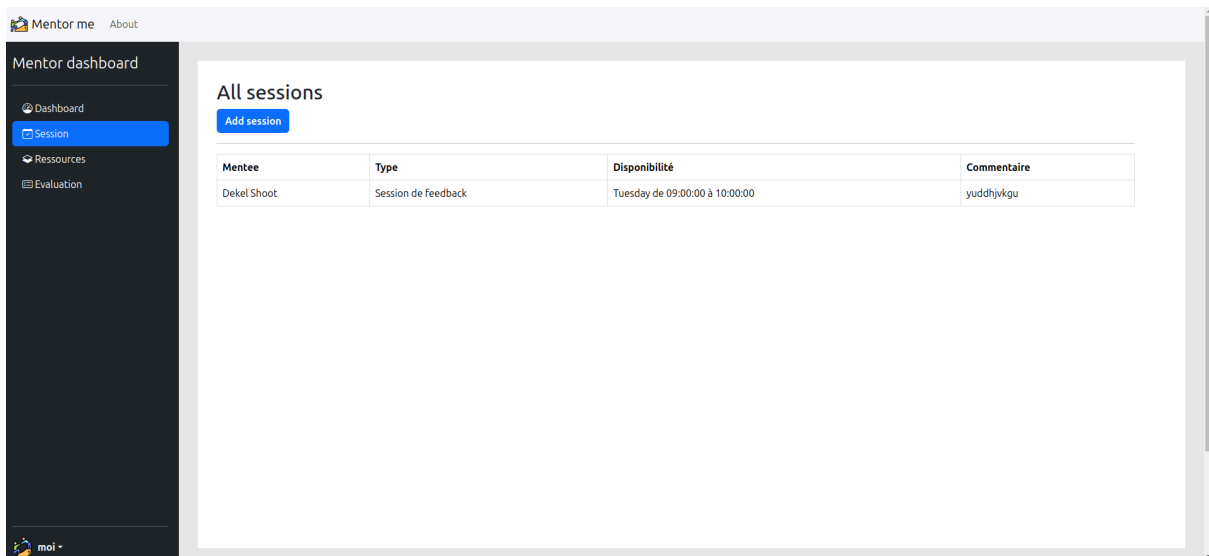 Mentor me About
Mentor dashboard
Dashboard
Session
Ressources
Evaluation
All sessions
Add session
Mentee Type Disponibilité Commentaire
Dekel Shoot Session de feedback Tuesday de 09:00:00 à 10:00:00 yuddhjvkgu
moi